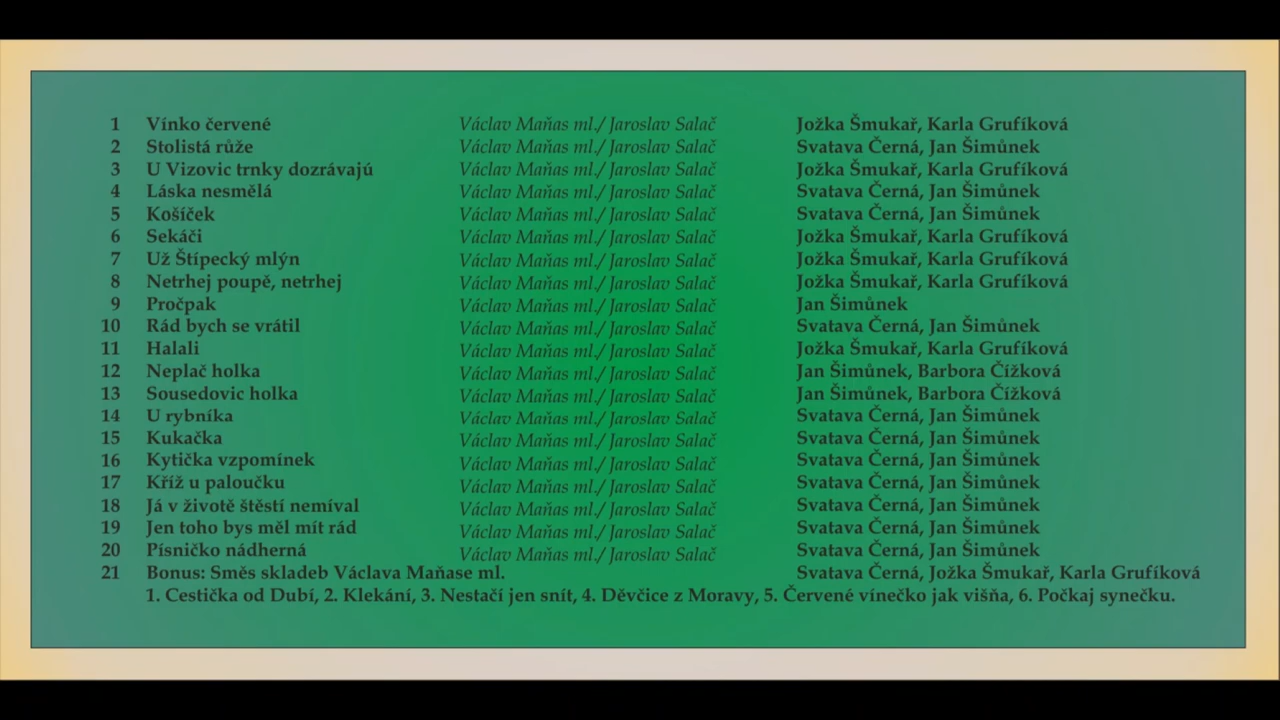 1 Vínko červené Václav Maňas ml./ Jaroslav Salač Jožka Šmukař, Karla Grufíková
2 Stolistá růže Václav Maňas ml./ Jaroslav Salač Svatava Černá, Jan Šimůnek
3 U Vizovic trnky dozrávajú Václav Maňas ml./ Jaroslav Salač Jožka Šmukař, Karla Grufíková
4 Láska nesmělá Václav Maňas ml./ Jaroslav Salač Svatava Černá, Jan Šimůnek
5 Košíček Václav Maňas ml./ Jaroslav Salač Svatava Černá, Jan Šimůnek
6 Sekáči Václav Maňas ml./ Jaroslav Salač Jožka Šmukař, Karla Grufíková
7 Už Štípecký mlýn Václav Maňas ml./ Jaroslav Salač Jožka Šmukař, Karla Grufíková
8 Netrhej poupě, netrhej Václav Maňas ml./ Jaroslav Salač Jožka Šmukař, Karla Grufíková
9 Pročpak Václav Maňas ml./ Jaroslav Salač Jan Šimůnek
10 Rád bych se vrátil Václav Maňas ml./ Jaroslav Salač Svatava Černá, Jan Šimůnek
11 Halali Václav Maňas ml./ Jaroslav Salač Jožka Šmukař, Karla Grufíková
12 Neplač holka Václav Maňas ml./ Jaroslav Salač Jan Šimůnek, Barbora Čížková
13 Sousedovic holka Václav Maňas ml./ Jaroslav Salač Jan Šimůnek, Barbora Čížková
14 U rybníka Václav Maňas ml./ Jaroslav Salač Svatava Černá, Jan Šimůnek
15 Kukačka Václav Maňas ml./ Jaroslav Salač Svatava Černá, Jan Šimůnek
16 Kytička vzpomínek Václav Maňas ml./ Jaroslav Salač Svatava Černá, Jan Šimůnek
17 Kříž u paloučku Václav Maňas ml./ Jaroslav Salač Svatava Černá, Jan Šimůnek
18 Já v životě štěstí nemíval Václav Maňas ml./ Jaroslav Salač Svatava Černá, Jan Šimůnek
19 Jen toho bys měl mít rád Václav Maňas ml./ Jaroslav Salač Svatava Černá, Jan Šimůnek
20 Písničko nádherná Václav Maňas ml./ Jaroslav Salač Svatava Černá, Jan Šimůnek
21 Bonus: Směs skladeb Václava Maňase ml. Svatava Černá, Jožka Šmukař, Karla Grufíková
1. Cestička od Dubí, 2. Klekání, 3. Nestačí jen snít, 4. Děvčice z Moravy, 5. Červené vínečko jak višňa, 6. Počkaj synečku.